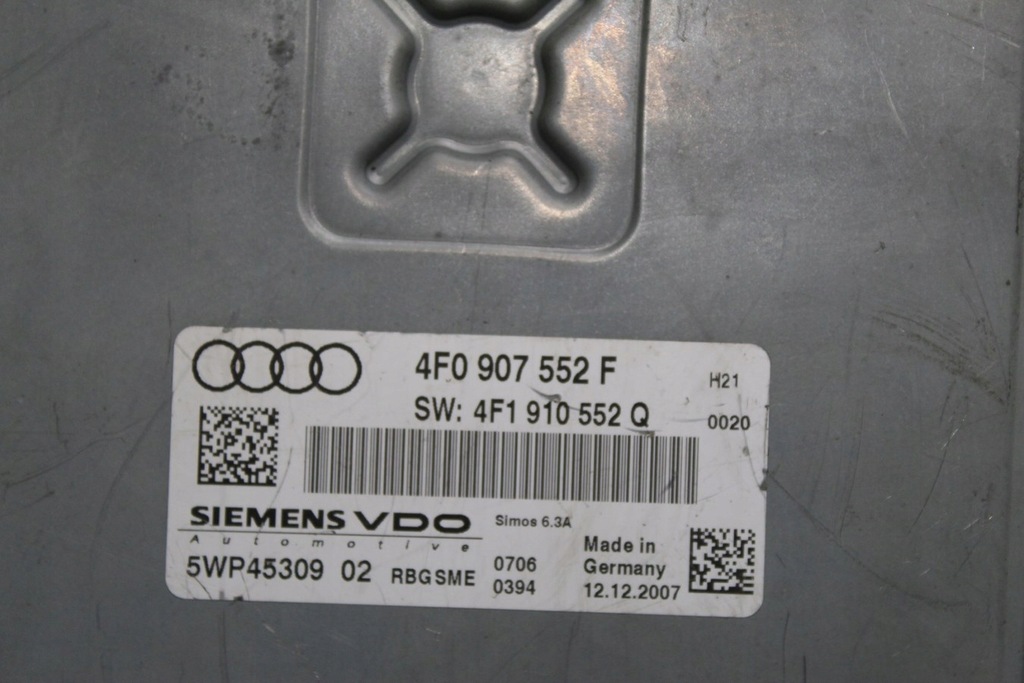 4F0 907 552 F
H21
SW: 4F1 910 552 Q
0020
SIEMENS VDO
Automotive
Simos 6.3A
5WP45309 02 RBGSME
0706
0394
Made in
Germany
12.12.2007